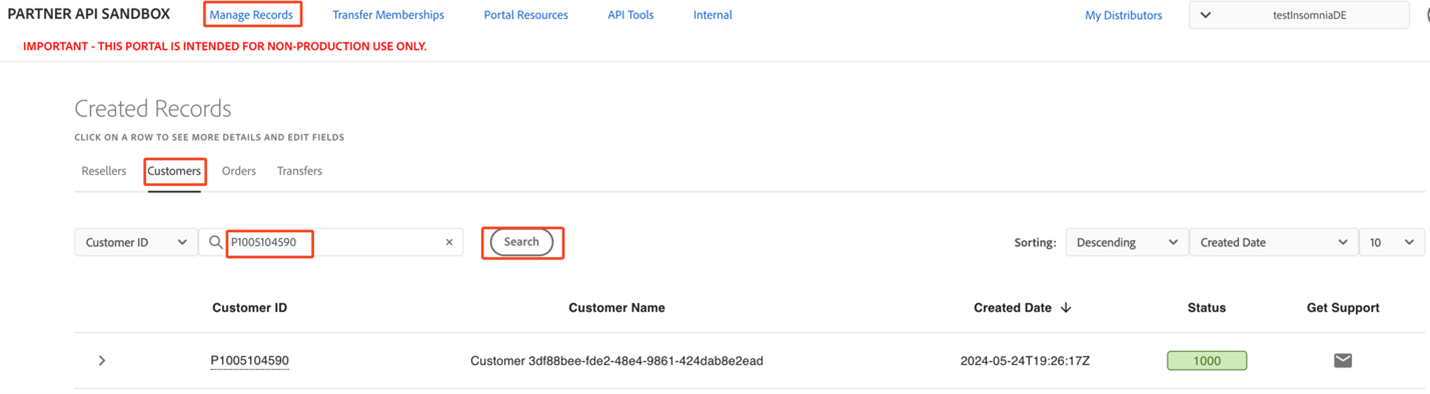 PARTNER API SANDBOX Manage Records Transfer Memberships Portal Resources API Tools Internal My Distributors testInsomniaDE
IMPORTANT - THIS PORTAL IS INTENDED FOR NON-PRODUCTION USE ONLY.
Created Records
CLICK ON A ROW TO SEE MORE DETAILS AND EDIT FIELDS
Resellers Customers Orders Transfers
Customer ID P1005104590 × Search Sorting: Descending Created Date 10
Customer ID Customer Name Created Date ↓ Status Get Support
P1005104590 Customer 3df88bee-fde2-48e4-9861-424dab8e2ead 2024-05-24T19:26:17Z 1000